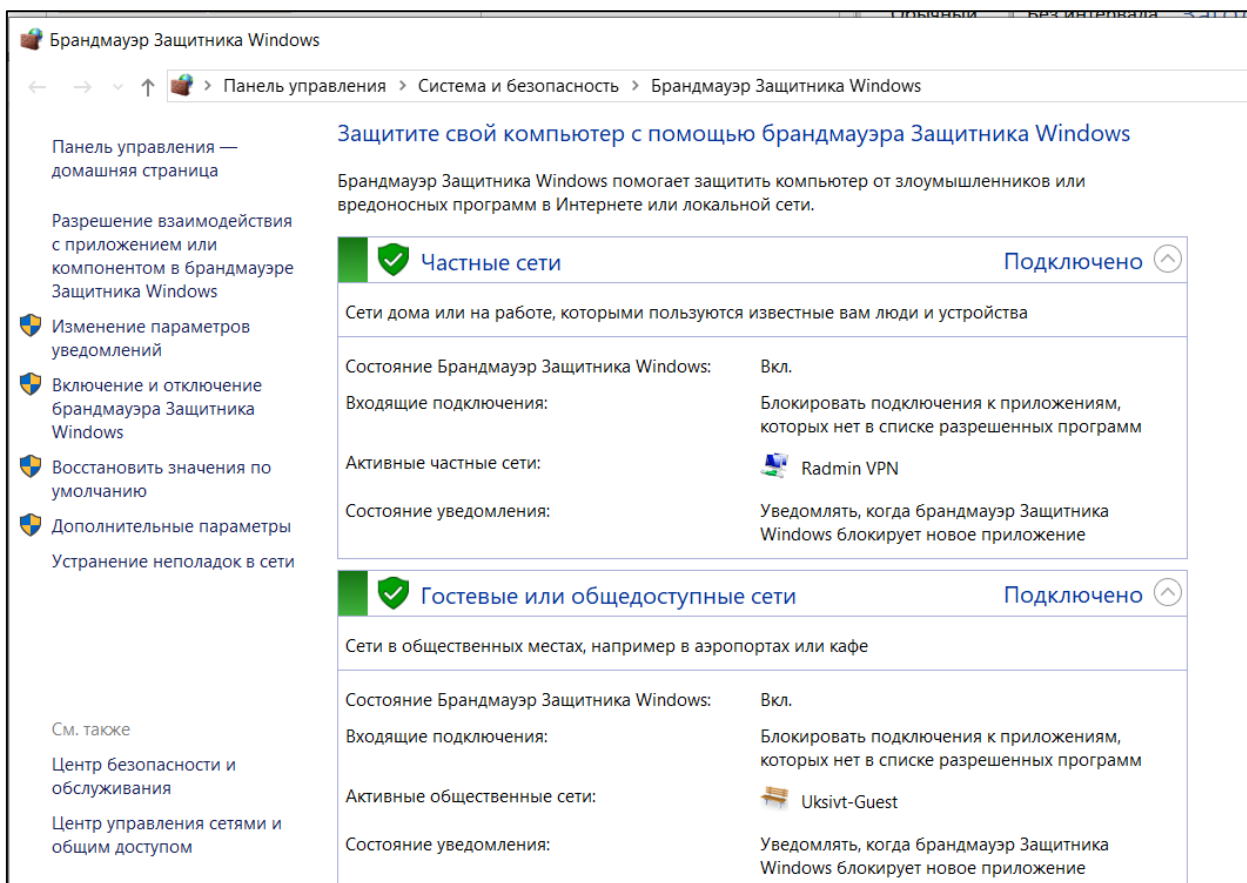 Обычный Без интервала
Брандмауэр Защитника Windows
Панель управления > Система и безопасность > Брандмауэр Защитника Windows
Панель управления —
домашняя страница
Разрешение взаимодействия
с приложением или
компонентом в брандмауэре
Защитника Windows
Изменение параметров
уведомлений
Включение и отключение
брандмауэра Защитника
Windows
Восстановить значения по
умолчанию
Дополнительные параметры
Устранение неполадок в сети
См. также
Центр безопасности и
обслуживания
Центр управления сетями и
общим доступом
Защитите свой компьютер с помощью брандмауэра Защитника Windows
Брандмауэр Защитника Windows помогает защитить компьютер от злоумышленников или
вредоносных программ в Интернете или локальной сети.
Частные сети Подключено
Сети дома или на работе, которыми пользуются известные вам люди и устройства
Состояние Брандмауэр Защитника Windows: Вкл.
Входящие подключения: Блокировать подключения к приложениям,
которых нет в списке разрешенных программ
Активные частные сети: Radmin VPN
Состояние уведомления: Уведомлять, когда брандмауэр Защитника
Windows блокирует новое приложение
Гостевые или общедоступные сети Подключено
Сети в общественных местах, например в аэропортах или кафе
Состояние Брандмауэр Защитника Windows: Вкл.
Входящие подключения: Блокировать подключения к приложениям,
которых нет в списке разрешенных программ
Активные общественные сети: Uksivt-Guest
Состояние уведомления: Уведомлять, когда брандмауэр Защитника
Windows блокирует новое приложение